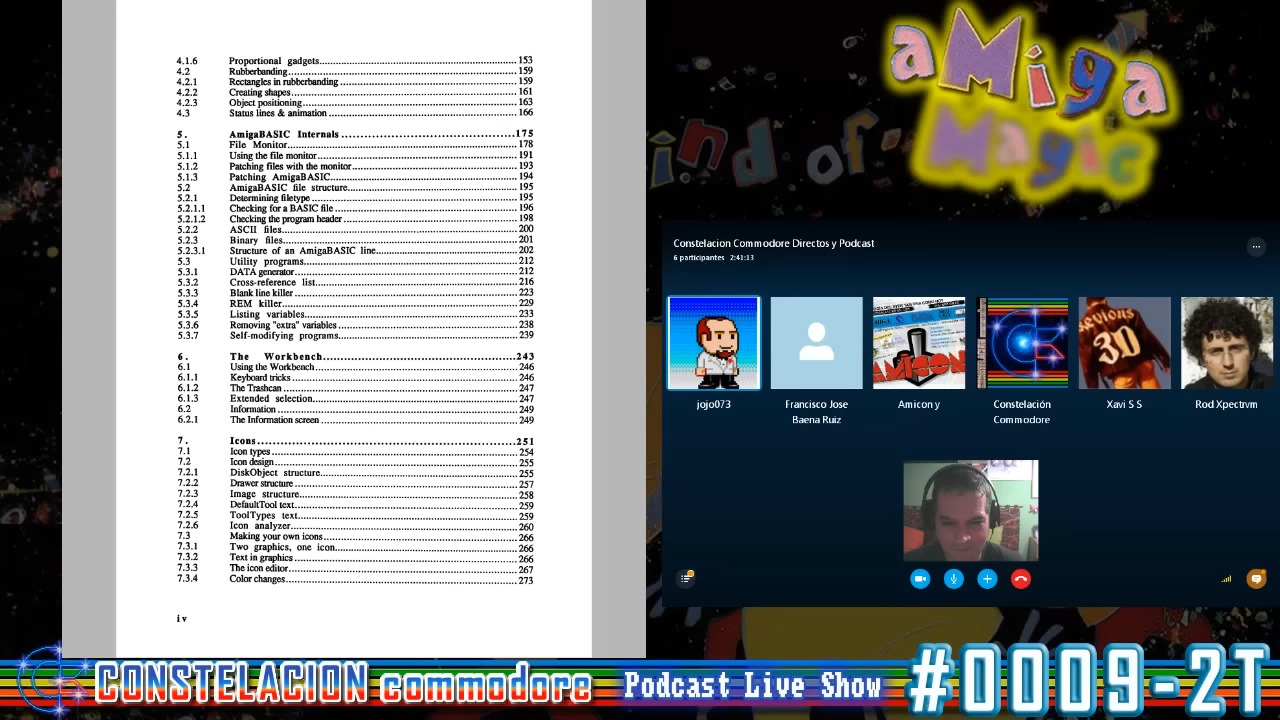 4.1.6 Proportional gadgets..........153
4.2 Rubberbanding..........159
4.2.1 Rectangles in rubberbanding..........159
4.2.2 Creating shapes..........161
4.2.3 Object positioning..........163
4.3 Status lines & animation..........166
5. AmigaBASIC Internals..........175
5.1 File Monitor..........178
5.1.1 Using the file monitor..........191
5.1.2 Patching files with the monitor..........193
5.1.3 Patching AmigaBASIC..........194
5.2 AmigaBASIC file structure..........195
5.2.1 Determining filetype..........195
5.2.1.1 Checking for a BASIC file..........196
5.2.1.2 Checking the program header..........198
5.2.2 ASCII files..........200
5.2.3 Binary files..........201
5.2.3.1 Structure of an AmigaBASIC line..........202
5.3 Utility programs..........212
5.3.1 DATA generator..........212
5.3.2 Cross-reference list..........216
5.3.3 Blank line killer..........223
5.3.4 REM killer..........229
5.3.5 Listing variables..........233
5.3.6 Removing "extra" variables..........238
5.3.7 Self-modifying programs..........239
6. The Workbench..........243
6.1 Using the Workbench..........246
6.1.1 Keyboard tricks..........246
6.1.2 The Trashcan..........247
6.1.3 Extended selection..........247
6.2 Information..........249
6.2.1 The Information screen..........249
7. Icons..........251
7.1 Icon types..........254
7.2 Icon design..........255
7.2.1 DiskObject structure..........255
7.2.2 Drawer structure..........257
7.2.3 Image structure..........258
7.2.4 DefaultTool text..........259
7.2.5 ToolTypes text..........259
7.2.6 Icon analyzer..........260
7.3 Making your own icons..........266
7.3.1 Two graphics, one icon..........266
7.3.2 Text in graphics..........266
7.3.3 The icon editor..........267
7.3.4 Color changes..........273
iv
aMiga
kind of
Magic
Constelacion Commodore Directos y Podcast
6 participantes 2:41:13
AMICON
revious
30
jojo073
Francisco Jose
Baena Ruiz
Amicon y
Constelación
Commodore
Xavi S S
Rod Xpectrvm
CONSTELACION commodore Podcast Live Show #0009-2T